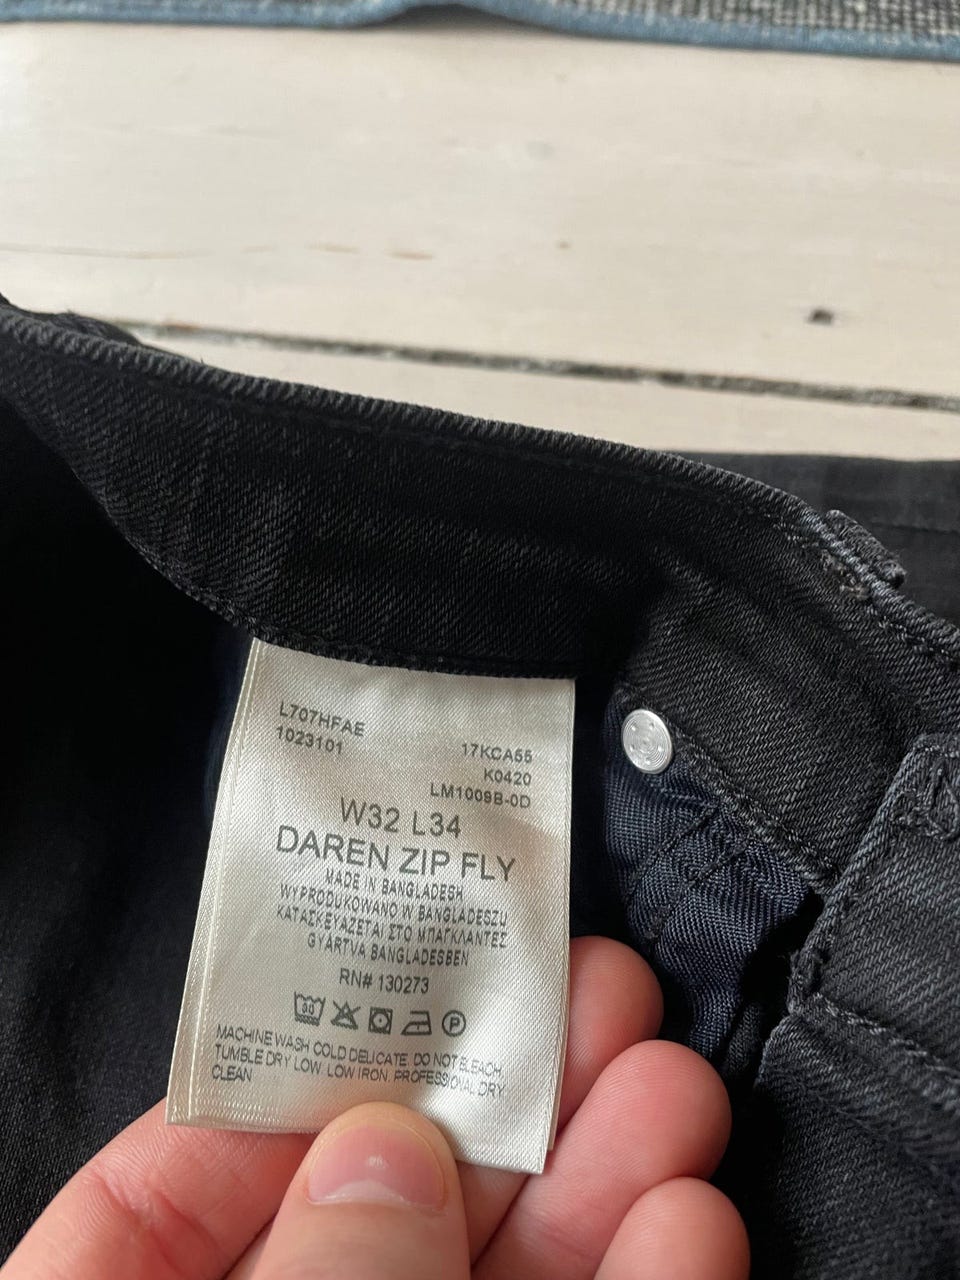 L707HFAE
1023101
17KCA55
K0420
LM1009B-0D
W32 L34
DAREN ZIP FLY
MADE IN BANGLADESH
WYPRODUKOWANO W BANGLADESZU
ΚΑΤΑΣΚΕΥΑΖΕΤΑΙ ΣΤΟ ΜΠΑΓΚΛΑΝΤΕΣ
GYÁRTVA BANGLADESBEN
RN# 130273
30
P
MACHINE WASH COLD DELICATE. DO NOT BLEACH.
TUMBLE DRY LOW. LOW IRON. PROFESSIONAL DRY
CLEAN